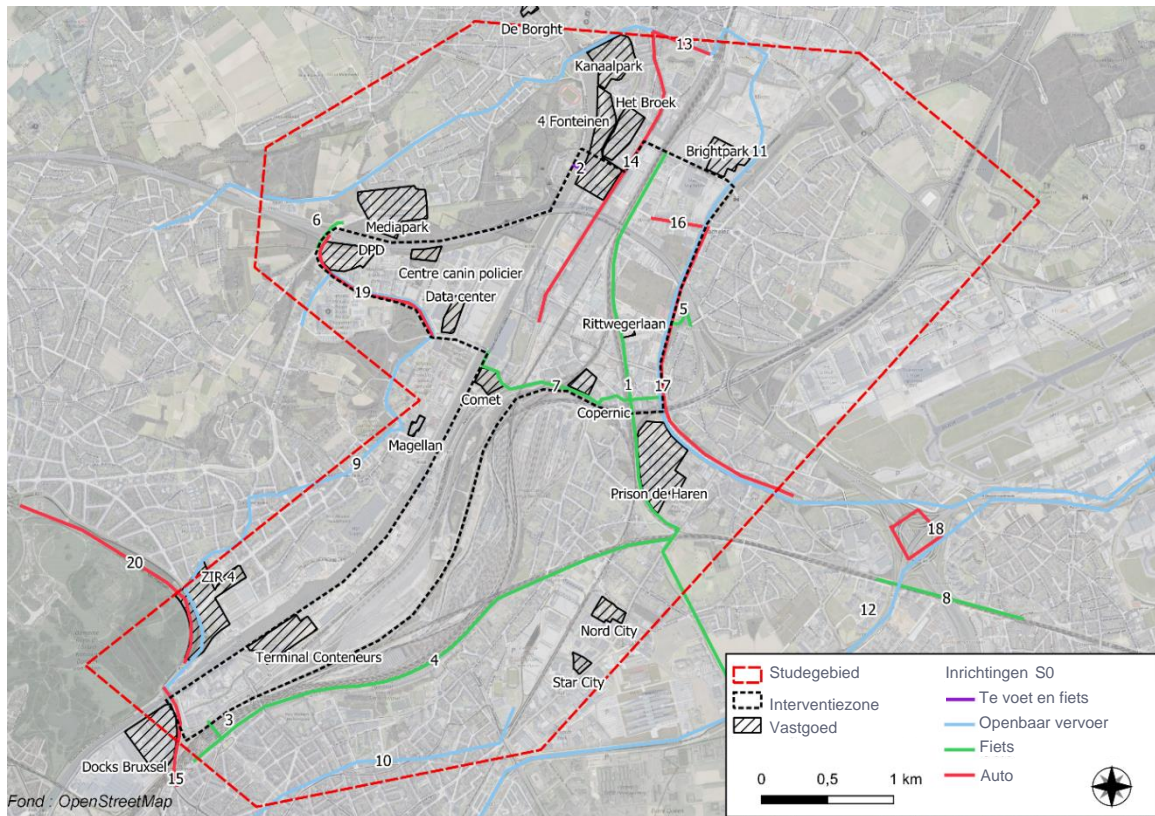 De Borght
13
Kanaalpark
Het Broek
4 Fonteinen
Brightpark 11
14
2
Mediapark
6
16
DPD
Centre canin policier
19
Data center
5
Rittwegerlaan
7
1
17
Comet
Copernic
Magellan
9
Prison de Haren
18
20
ZIR 4
8
12
Nord City
Terminal Conteneurs
4
Star City
3
Docks Bruxsel
10
15
Fond : OpenStreetMap
Studegebied
Interventiezone
Vastgoed
Inrichtingen S0
Te voet en fiets
Openbaar vervoer
Fiets
Auto
0 0,5 1 km